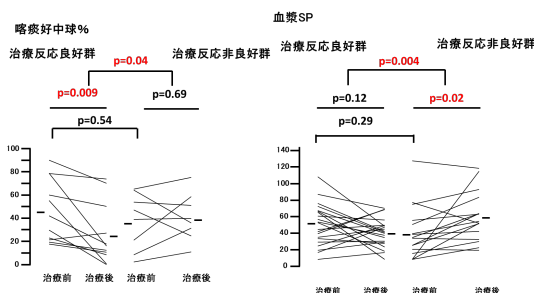 喀痰好中球%
治療反応良好群
治療反応非良好群
p=0.04
p=0.009
p=0.69
p=0.54
100
80
60
40
20
0
治療前
治療後
治療前
治療後
血漿SP
治療反応良好群
治療反応非良好群
p=0.004
p=0.12
p=0.02
p=0.29
140
120
100
80
60
40
20
0
治療前
治療後
治療前
治療後